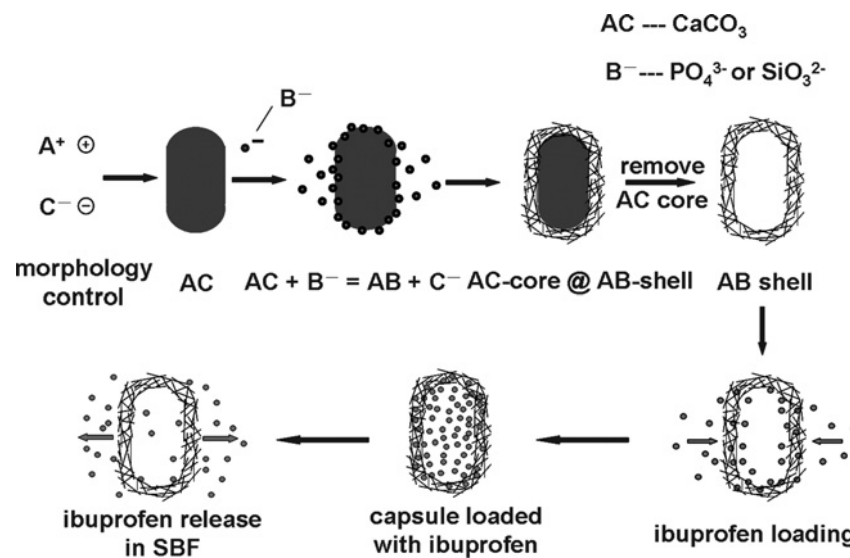 AC --- CaCO₃
B⁻--- PO₄³⁻ or SiO₃²⁻
B⁻
A⁺ ⊕
C⁻ ⊖
remove
AC core
morphology
control
AC
AC + B⁻ = AB + C⁻
AC-core @ AB-shell
AB shell
ibuprofen release
in SBF
capsule loaded
with ibuprofen
ibuprofen loading